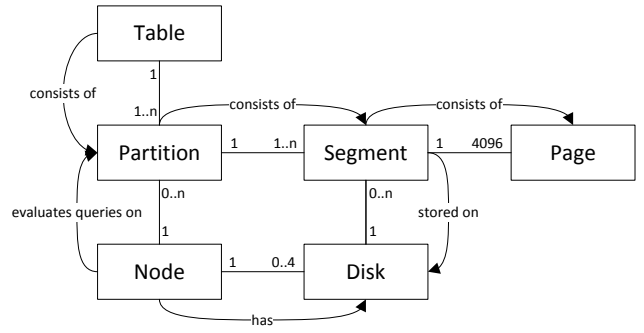 Table
1
consists of
1..n
consists of
consists of
Partition
1
1..n
Segment
1
4096
Page
0..n
0..n
evaluates queries on
stored on
1
1
Node
1
0..4
Disk
has